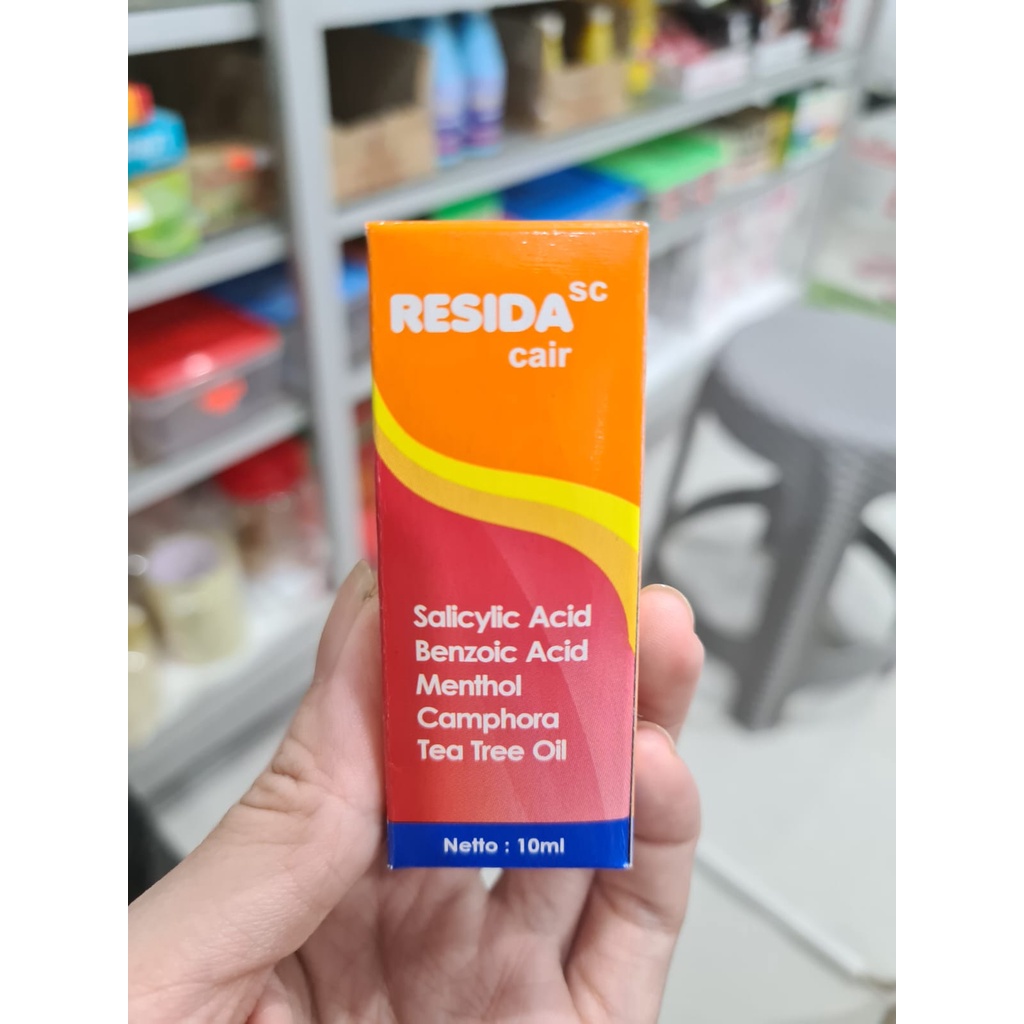 RESIDA SC
cair
Salicylic Acid
Benzoic Acid
Menthol
Camphora
Tea Tree Oil
Netto : 10ml